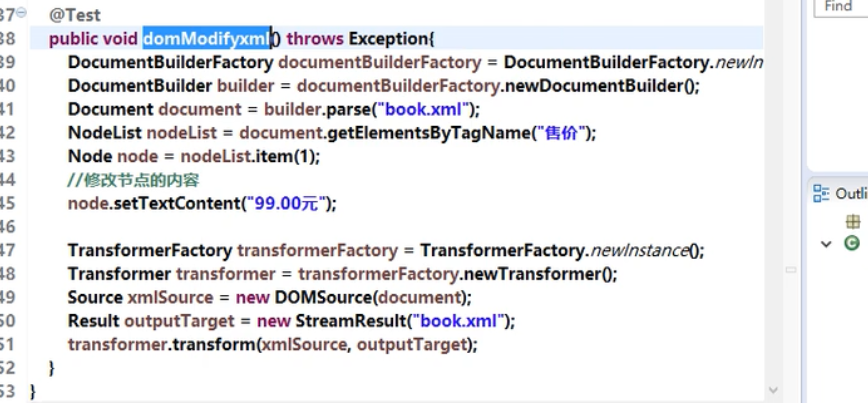 37 @Test
38 public void domModifyxml() throws Exception{
39 DocumentBuilderFactory documentBuilderFactory = DocumentBuilderFactory.newIn
40 DocumentBuilder builder = documentBuilderFactory.newDocumentBuilder();
41 Document document = builder.parse("book.xml");
42 NodeList nodeList = document.getElementsByTagName("售价");
43 Node node = nodeList.item(1);
44 //修改节点的内容
45 node.setTextContent("99.00元");
46
47 TransformerFactory transformerFactory = TransformerFactory.newInstance();
48 Transformer transformer = transformerFactory.newTransformer();
49 Source xmlSource = new DOMSource(document);
50 Result outputTarget = new StreamResult("book.xml");
51 transformer.transform(xmlSource, outputTarget);
52 }
53 }
Find
Outli